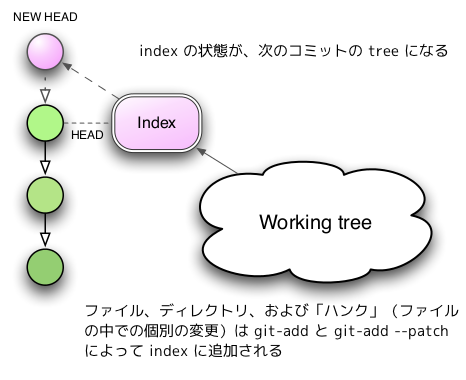 NEW HEAD
index の状態が、次のコミットの tree になる
Index
HEAD
Working tree
ファイル、ディレクトリ、および「ハンク」（ファイル
の中での個別の変更）は git-add と git-add --patch
によって index に追加される